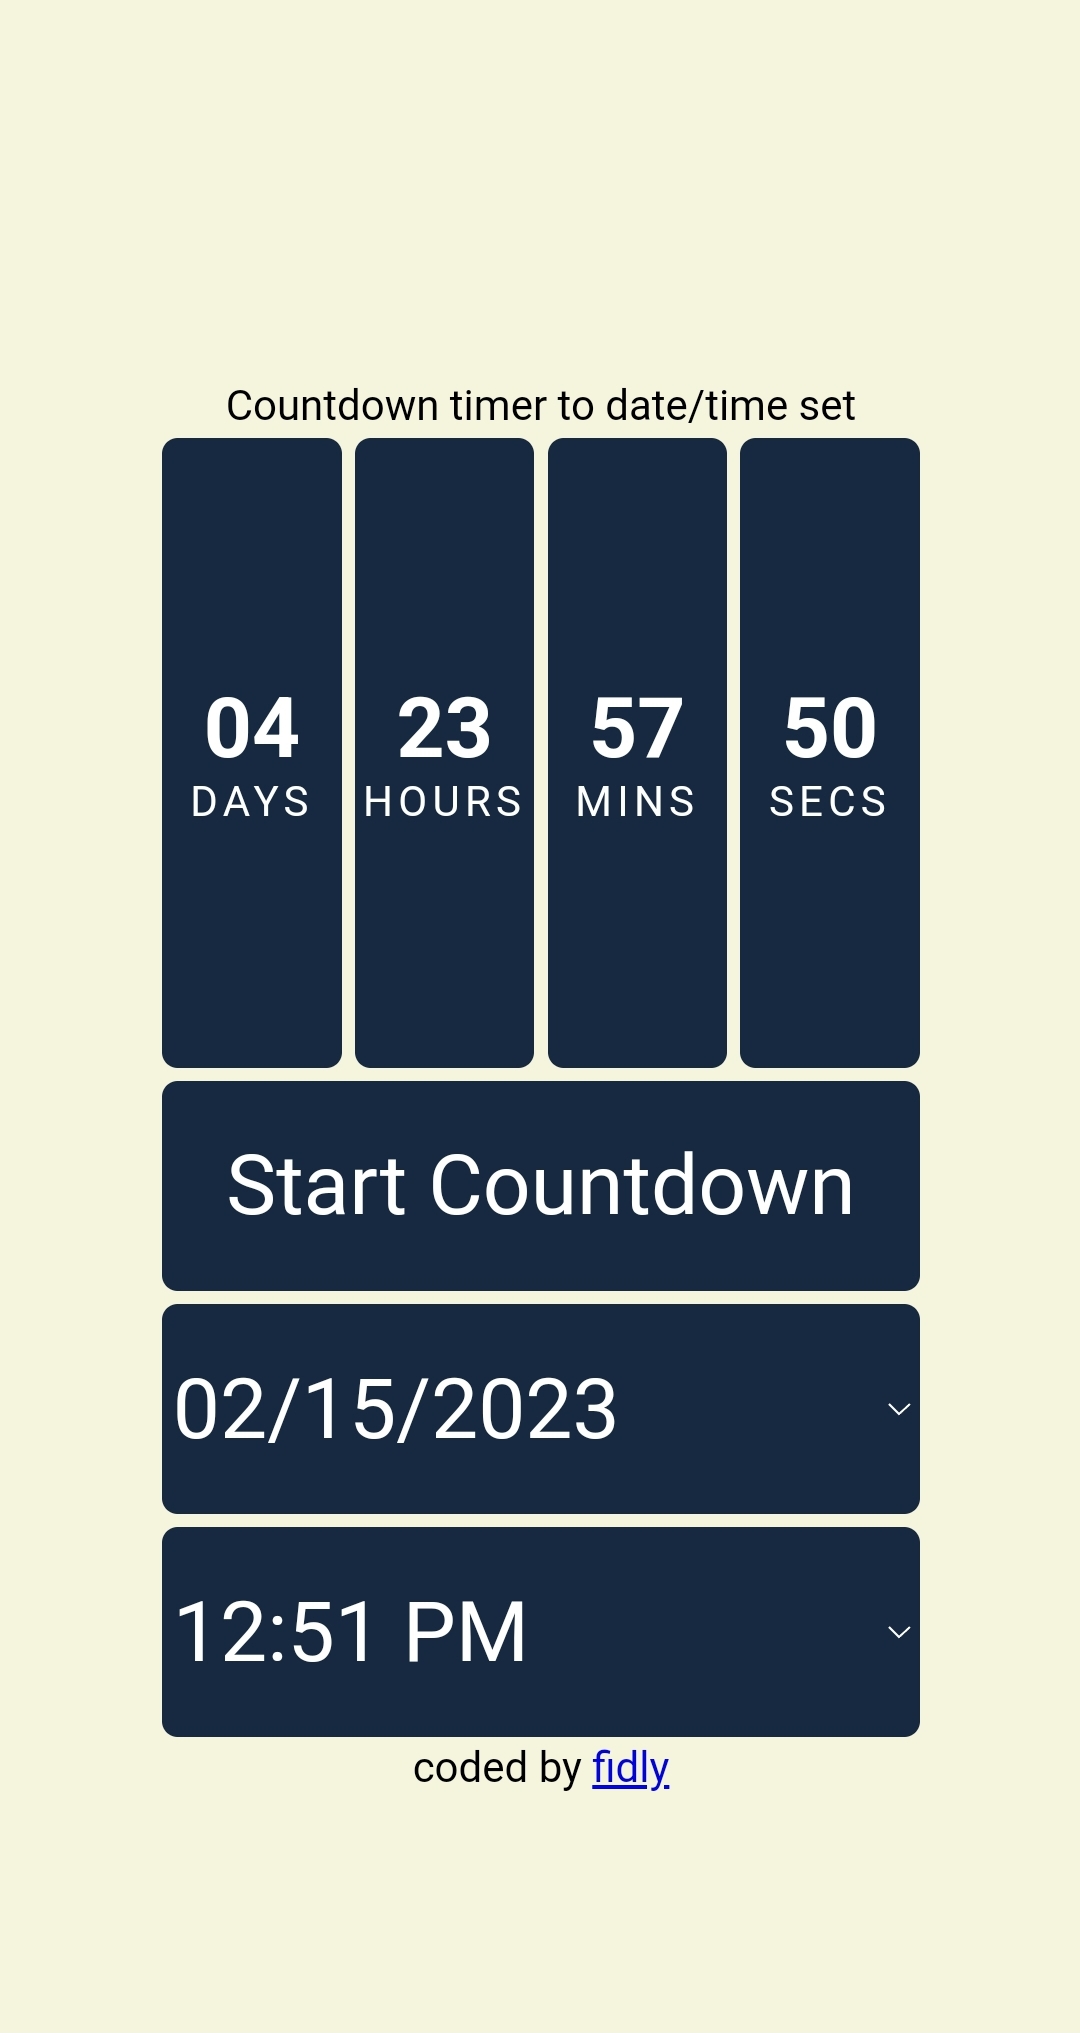 Countdown timer to date/time set
04 23 57 50
DAYS HOURS MINS SECS
Start Countdown
02/15/2023
12:51 PM
coded by fidly